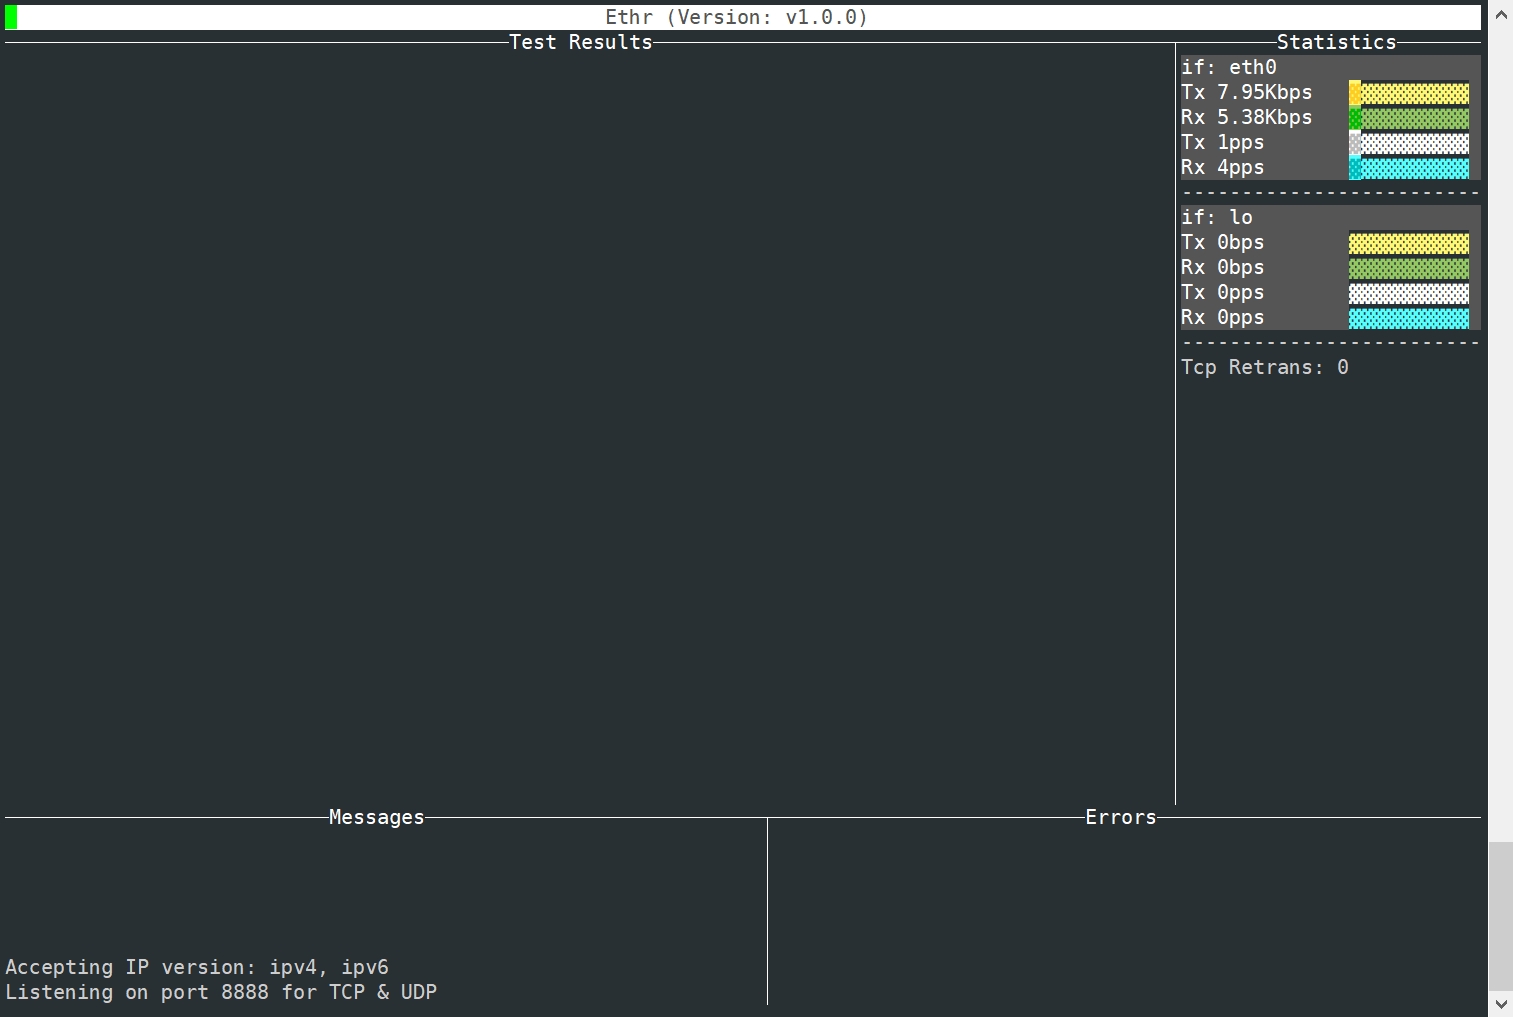 Ethr (Version: v1.0.0)
Test Results
Statistics
if: eth0
Tx 7.95Kbps
Rx 5.38Kbps
Tx 1pps
Rx 4pps
-------------------------
if: lo
Tx 0bps
Rx 0bps
Tx 0pps
Rx 0pps
-------------------------
Tcp Retrans: 0
Messages
Accepting IP version: ipv4, ipv6
Listening on port 8888 for TCP & UDP
Errors